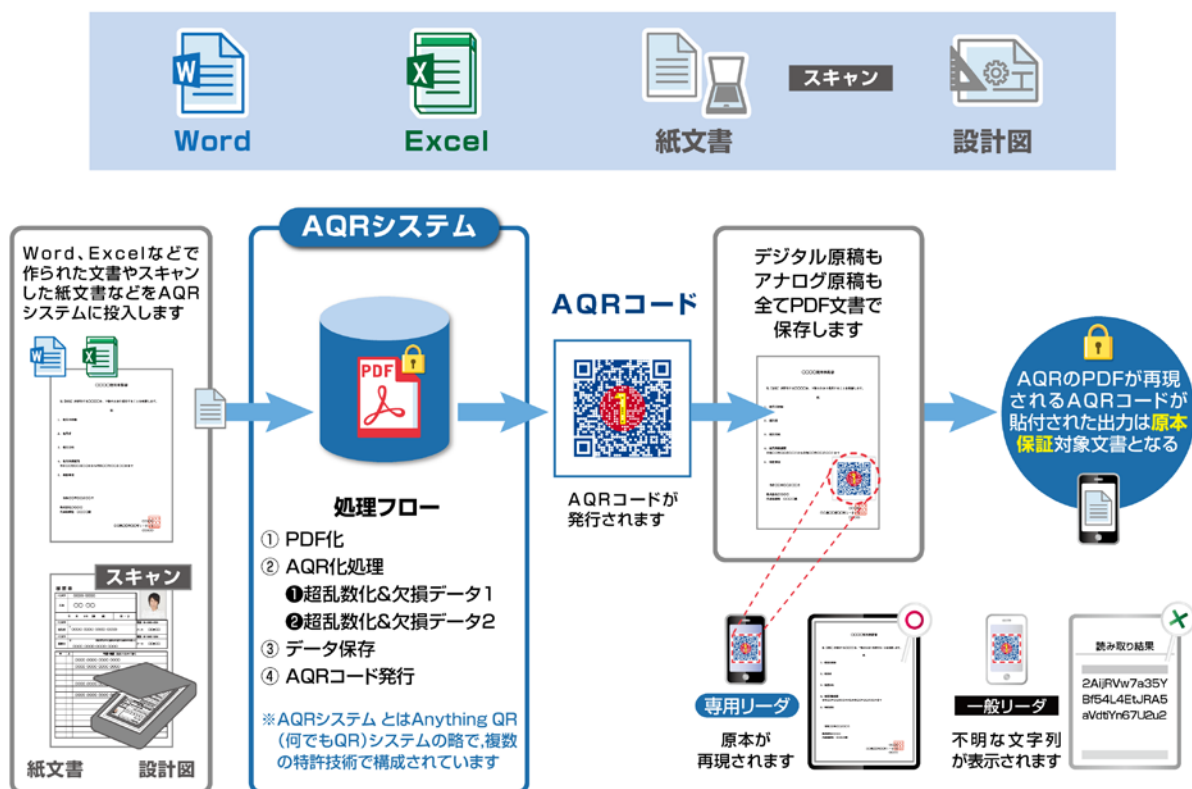 Word
Excel
紙文書
スキャン
設計図
Word、Excelなどで
作られた文書やスキャン
した紙文書などをAQR
システムに投入します
スキャン
紙文書
設計図
AQRシステム
PDF
処理フロー
① PDF化
② AQR化処理
❶超乱数化&欠損データ1
❷超乱数化&欠損データ2
③ データ保存
④ AQRコード発行
※AQRシステム とはAnything QR
(何でもQR)システムの略で,複数
の特許技術で構成されています
AQRコード
AQRコードが
発行されます
デジタル原稿も
アナログ原稿も
全てPDF文書で
保存します
専用リーダ
原本が
再現されます
一般リーダ
不明な文字列
が表示されます
読み取り結果
2AijRVw7a35Y
Bf54L4EtJRA5
aVdtiYn67U2u2
AQRのPDFが再現
されるAQRコードが
貼付された出力は原本
保証対象文書となる